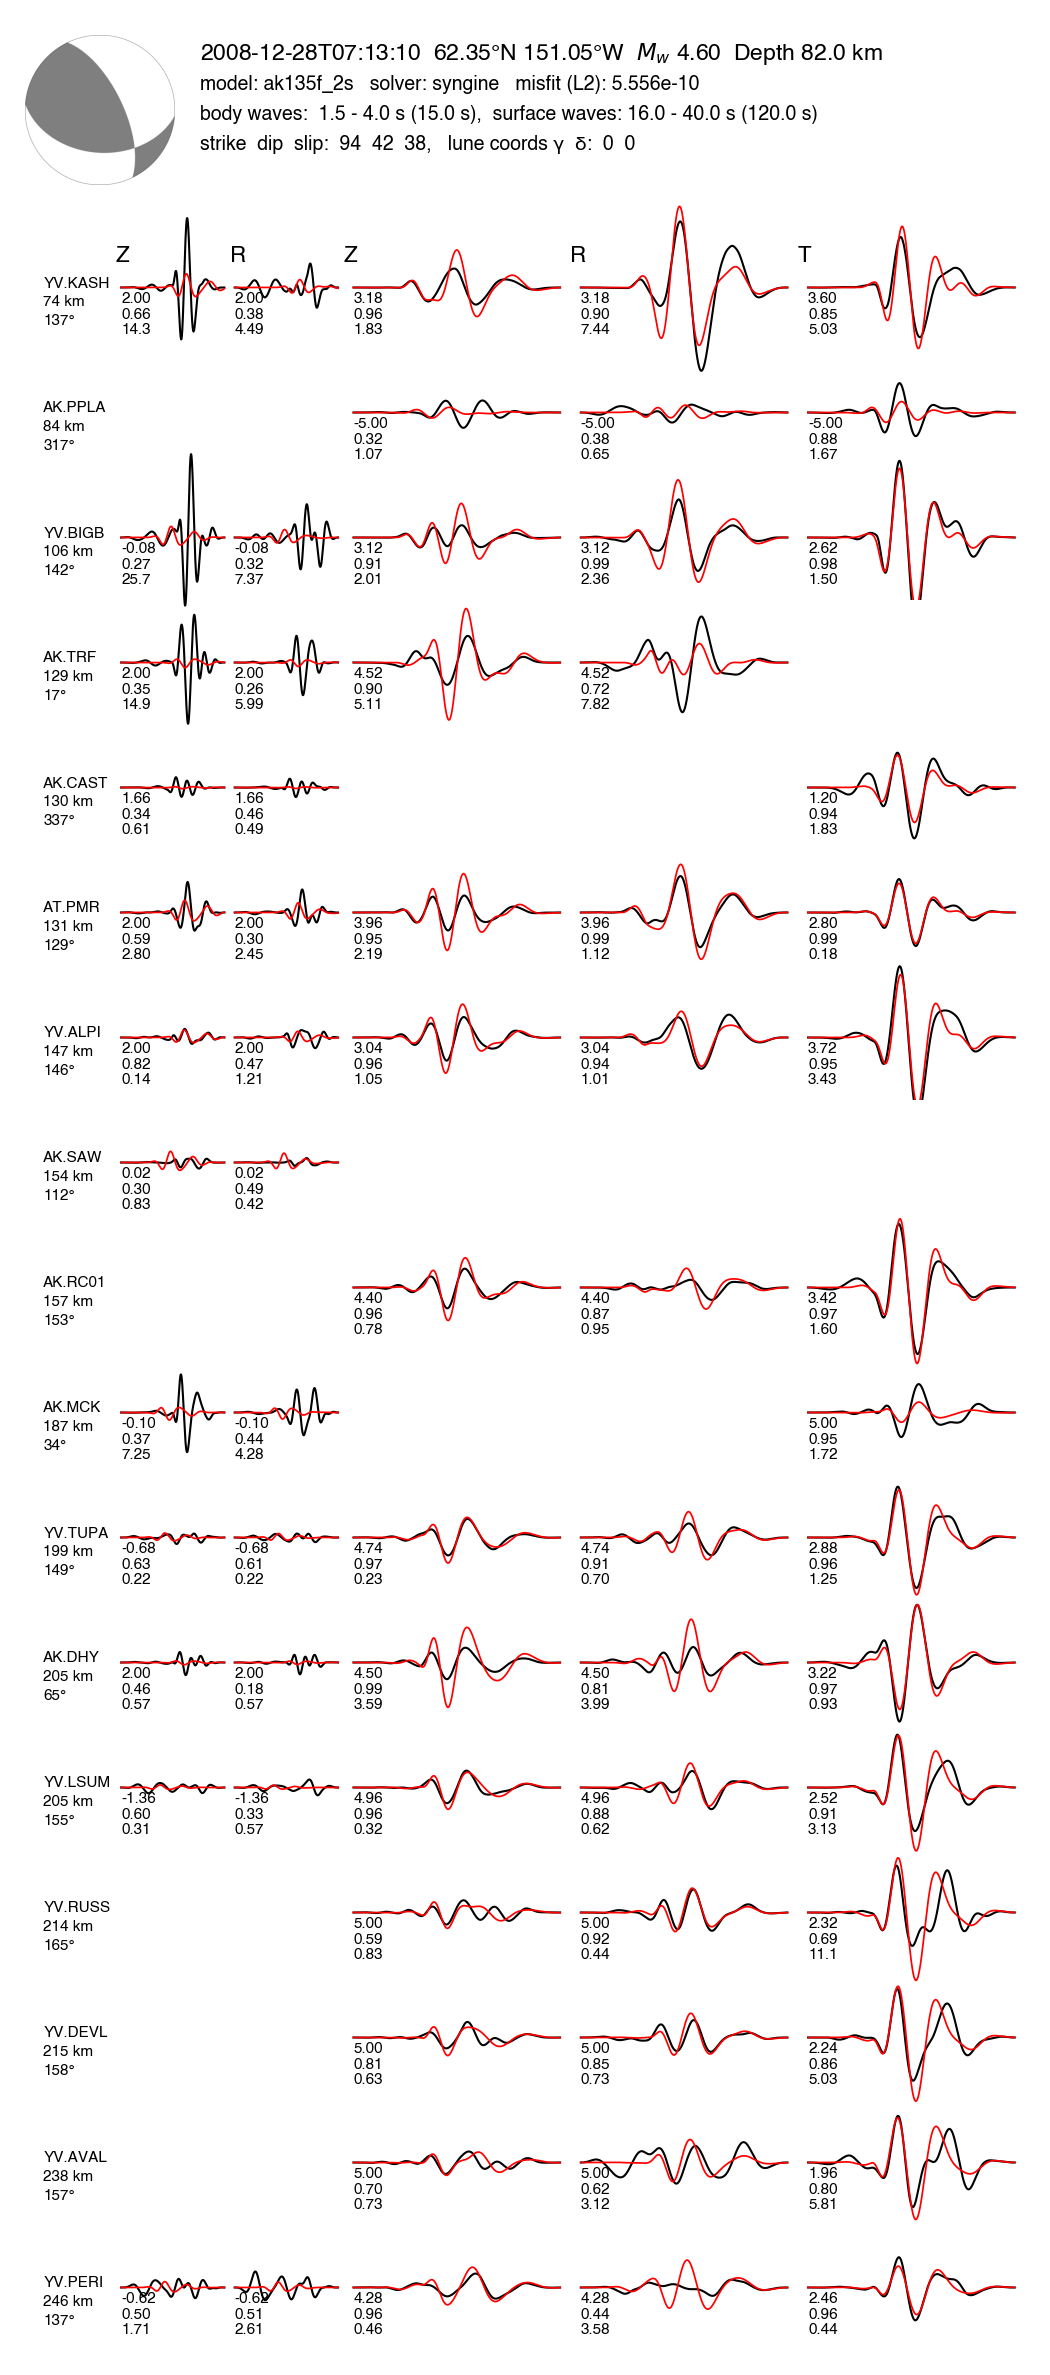 2008-12-28T07:13:10  62.35°N 151.05°W  Mw 4.60  Depth 82.0 km
model: ak135f_2s   solver: syngine   misfit (L2): 5.556e-10
body waves:  1.5 - 4.0 s (15.0 s),  surface waves: 16.0 - 40.0 s (120.0 s)
strike  dip  slip:  94  42  38,   lune coords γ  δ:  0  0
Z R Z R T
YV.KASH
74 km
137°
2.00 2.00 3.18 3.18 3.60
0.66 0.38 0.96 0.90 0.85
14.3 4.49 1.83 7.44 5.03
AK.PPLA
84 km
317°
-5.00 -5.00 -5.00
0.32 0.38 0.88
1.07 0.65 1.67
YV.BIGB
106 km
142°
-0.08 -0.08 3.12 3.12 2.62
0.27 0.32 0.91 0.99 0.98
25.7 7.37 2.01 2.36 1.50
AK.TRF
129 km
17°
2.00 2.00 4.52 4.52
0.35 0.26 0.90 0.72
14.9 5.99 5.11 7.82
AK.CAST
130 km
337°
1.66 1.66 1.20
0.34 0.46 0.94
0.61 0.49 1.83
AT.PMR
131 km
129°
2.00 2.00 3.96 3.96 2.80
0.59 0.30 0.95 0.99 0.99
2.80 2.45 2.19 1.12 0.18
YV.ALPI
147 km
146°
2.00 2.00 3.04 3.04 3.72
0.82 0.47 0.96 0.94 0.95
0.14 1.21 1.05 1.01 3.43
AK.SAW
154 km
112°
0.02 0.02
0.30 0.49
0.83 0.42
AK.RC01
157 km
153°
4.40 4.40 3.42
0.96 0.87 0.97
0.78 0.95 1.60
AK.MCK
187 km
34°
-0.10 -0.10 5.00
0.37 0.44 0.95
7.25 4.28 1.72
YV.TUPA
199 km
149°
-0.68 -0.68 4.74 4.74 2.88
0.63 0.61 0.97 0.91 0.96
0.22 0.22 0.23 0.70 1.25
AK.DHY
205 km
65°
2.00 2.00 4.50 4.50 3.22
0.46 0.18 0.99 0.81 0.97
0.57 0.57 3.59 3.99 0.93
YV.LSUM
205 km
155°
-1.36 -1.36 4.96 4.96 2.52
0.60 0.33 0.96 0.88 0.91
0.31 0.57 0.32 0.62 3.13
YV.RUSS
214 km
165°
5.00 5.00 2.32
0.59 0.92 0.69
0.83 0.44 11.1
YV.DEVL
215 km
158°
5.00 5.00 2.24
0.81 0.85 0.86
0.63 0.73 5.03
YV.AVAL
238 km
157°
5.00 5.00 1.96
0.70 0.62 0.80
0.73 3.12 5.81
YV.PERI
246 km
137°
-0.62 -0.62 4.28 4.28 2.46
0.50 0.51 0.96 0.44 0.96
1.71 2.61 0.46 3.58 0.44